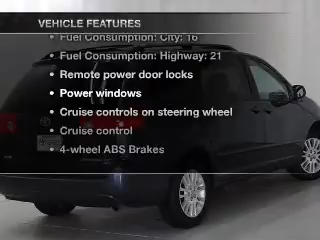 VEHICLE FEATURES
• Fuel Consumption: City: 16
• Fuel Consumption: Highway: 21
• Remote power door locks
• Power windows
• Cruise controls on steering wheel
• Cruise control
• 4-wheel ABS Brakes